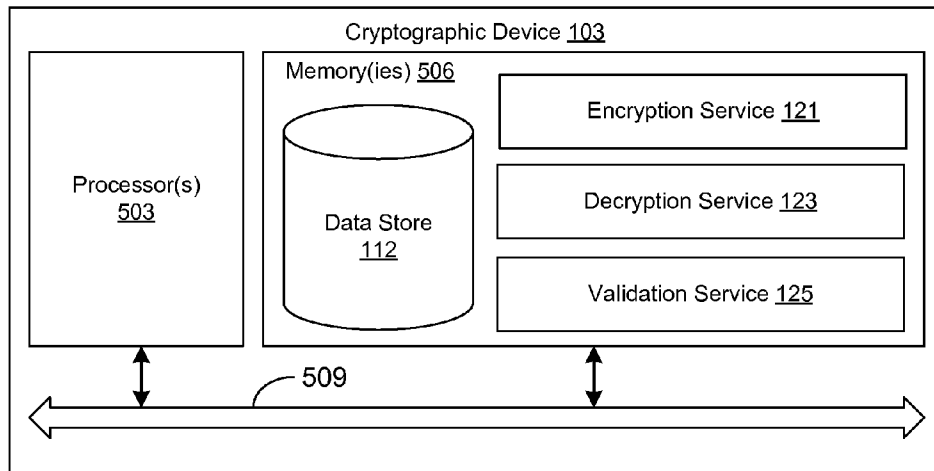 Cryptographic Device 103
Processor(s)
503
Memory(ies) 506
Data Store
112
Encryption Service 121
Decryption Service 123
Validation Service 125
509